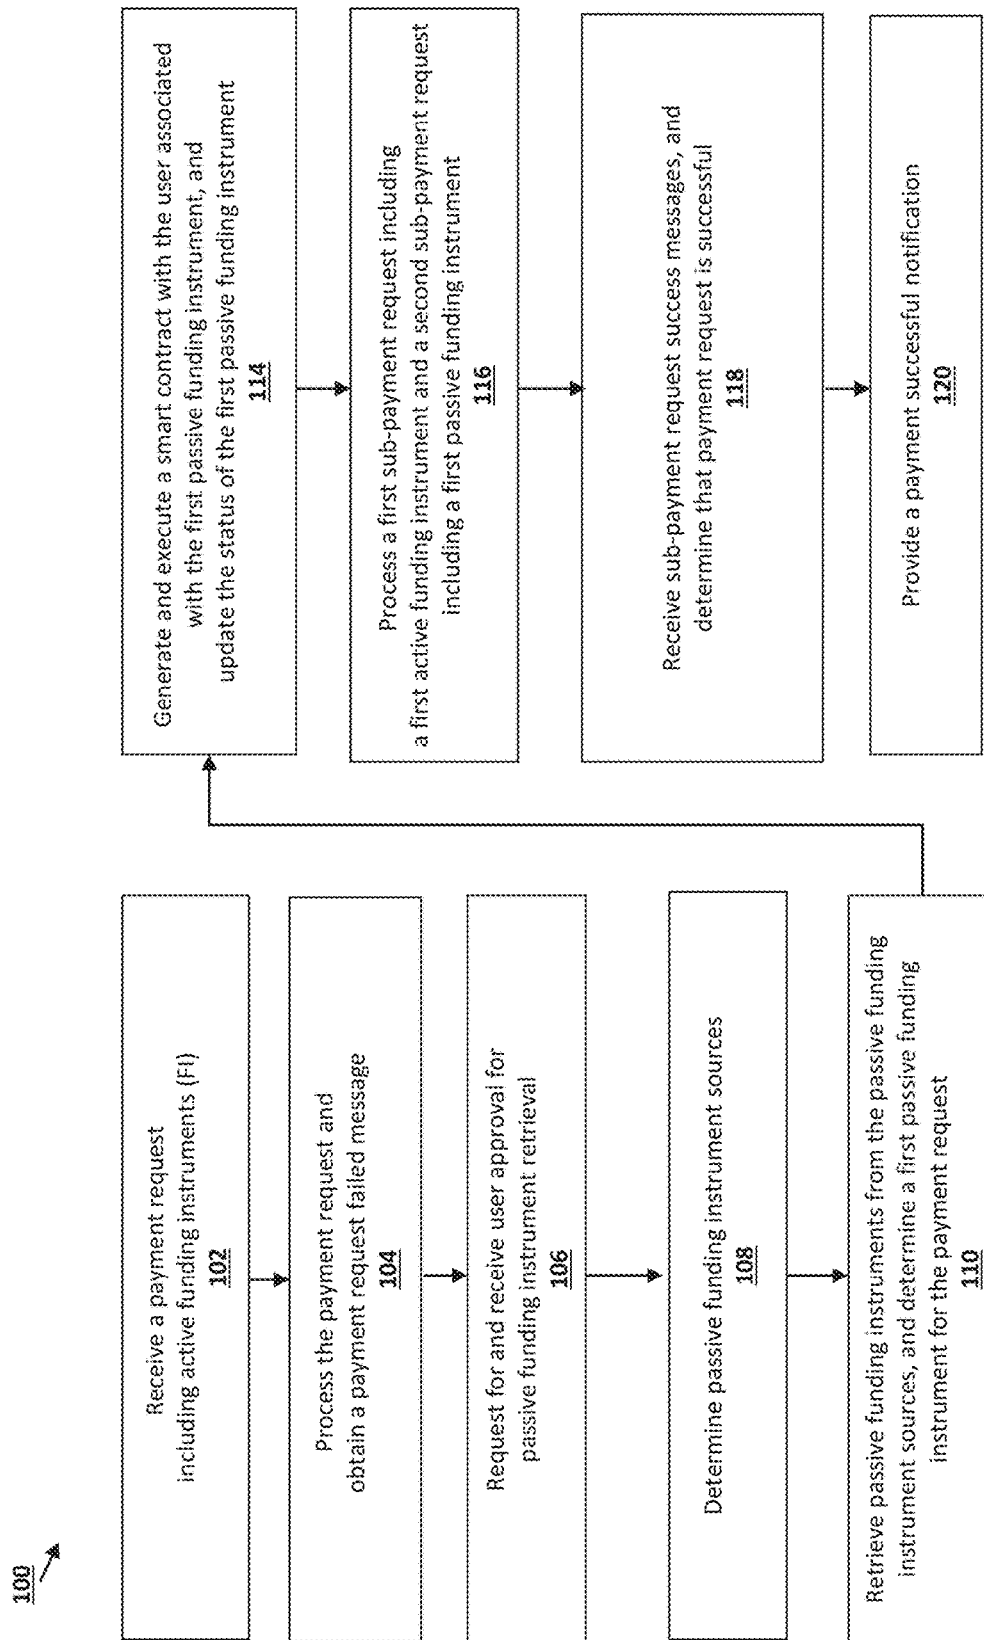 100
Receive a payment request
including active funding instruments (FI)
102
Process the payment request and
obtain a payment request failed message
104
Request for and receive user approval for
passive funding instrument retrieval
106
Determine passive funding instrument sources
108
Retrieve passive funding instruments from the passive funding
instrument sources, and determine a first passive funding
instrument for the payment request
110
Generate and execute a smart contract with the user associated
with the first passive funding instrument, and
update the status of the first passive funding instrument
114
Process a first sub-payment request including
a first active funding instrument and a second sub-payment request
including a first passive funding instrument
116
Receive sub-payment request success messages, and
determine that payment request is successful
118
Provide a payment successful notification
120